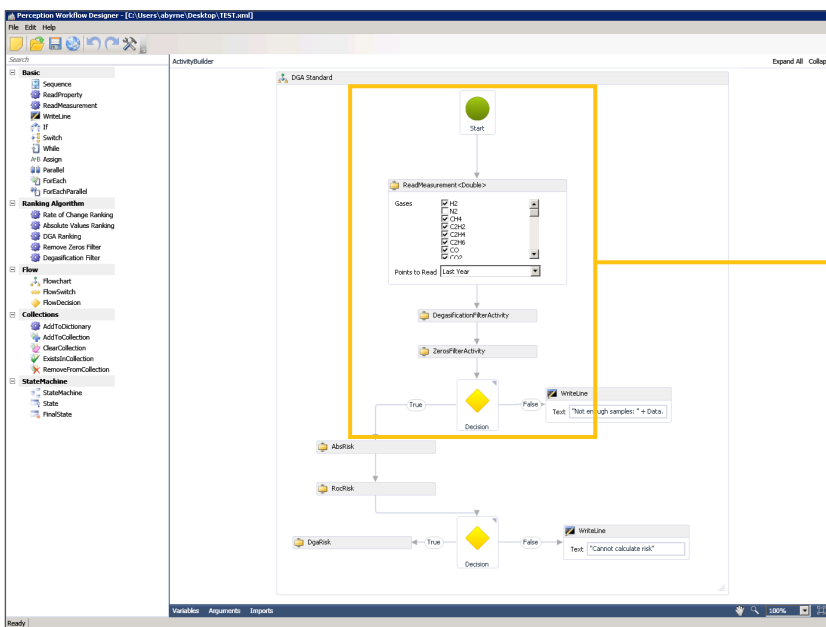 Perception Workflow Designer - [C:\Users\abyrne\Desktop\TEST.xml]
File Edit Help
Search
Basic
Sequence
ReadProperty
ReadMeasurement
WriteLine
If
Switch
While
A+B Assign
Parallel
ForEach
ForEachParallel
Ranking Algorithm
Rate of Change Ranking
Absolute Values Ranking
DGA Ranking
Remove Zeros Filter
Degasification Filter
Flow
Flowchart
FlowSwitch
FlowDecision
Collections
AddToDictionary
AddToCollection
ClearCollection
ExistsInCollection
RemoveFromCollection
StateMachine
StateMachine
State
FinalState
ActivityBuilder
Expand All Collap
DGA Standard
Start
ReadMeasurement<Double>
Gases
H2
N2
CH4
C2H2
C2H4
C2H6
CO
CO2
Points to Read Last Year
DegasificationFilterActivity
ZerosFilterActivity
True
Decision
False
WriteLine
Text "Not enough samples: " + Data.
AbsRisk
RocRisk
DgaRisk
True
Decision
False
WriteLine
Text "Cannot calculate risk"
Variables Arguments Imports
100%
Ready